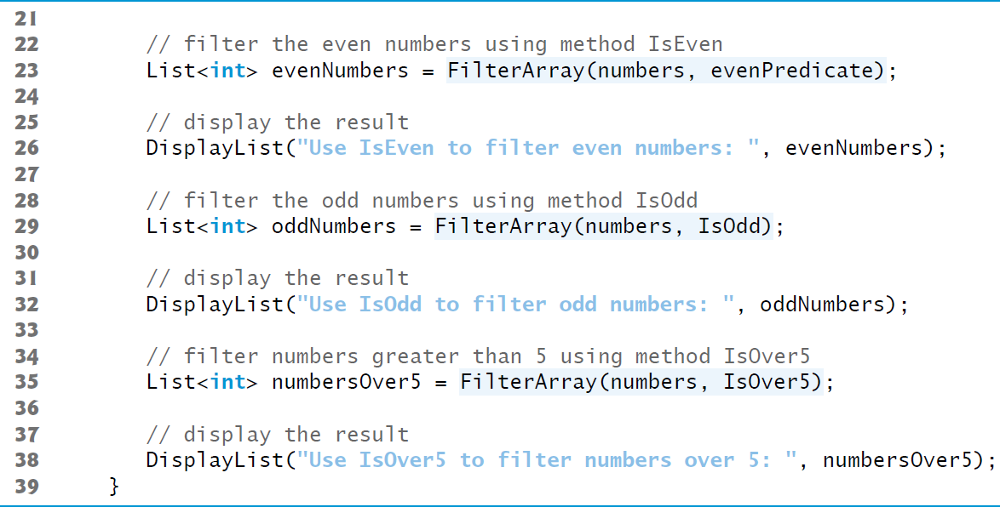 21
22 // filter the even numbers using method IsEven
23 List<int> evenNumbers = FilterArray(numbers, evenPredicate);
24
25 // display the result
26 DisplayList("Use IsEven to filter even numbers: ", evenNumbers);
27
28 // filter the odd numbers using method IsOdd
29 List<int> oddNumbers = FilterArray(numbers, IsOdd);
30
31 // display the result
32 DisplayList("Use IsOdd to filter odd numbers: ", oddNumbers);
33
34 // filter numbers greater than 5 using method IsOver5
35 List<int> numbersOver5 = FilterArray(numbers, IsOver5);
36
37 // display the result
38 DisplayList("Use IsOver5 to filter numbers over 5: ", numbersOver5);
39 }